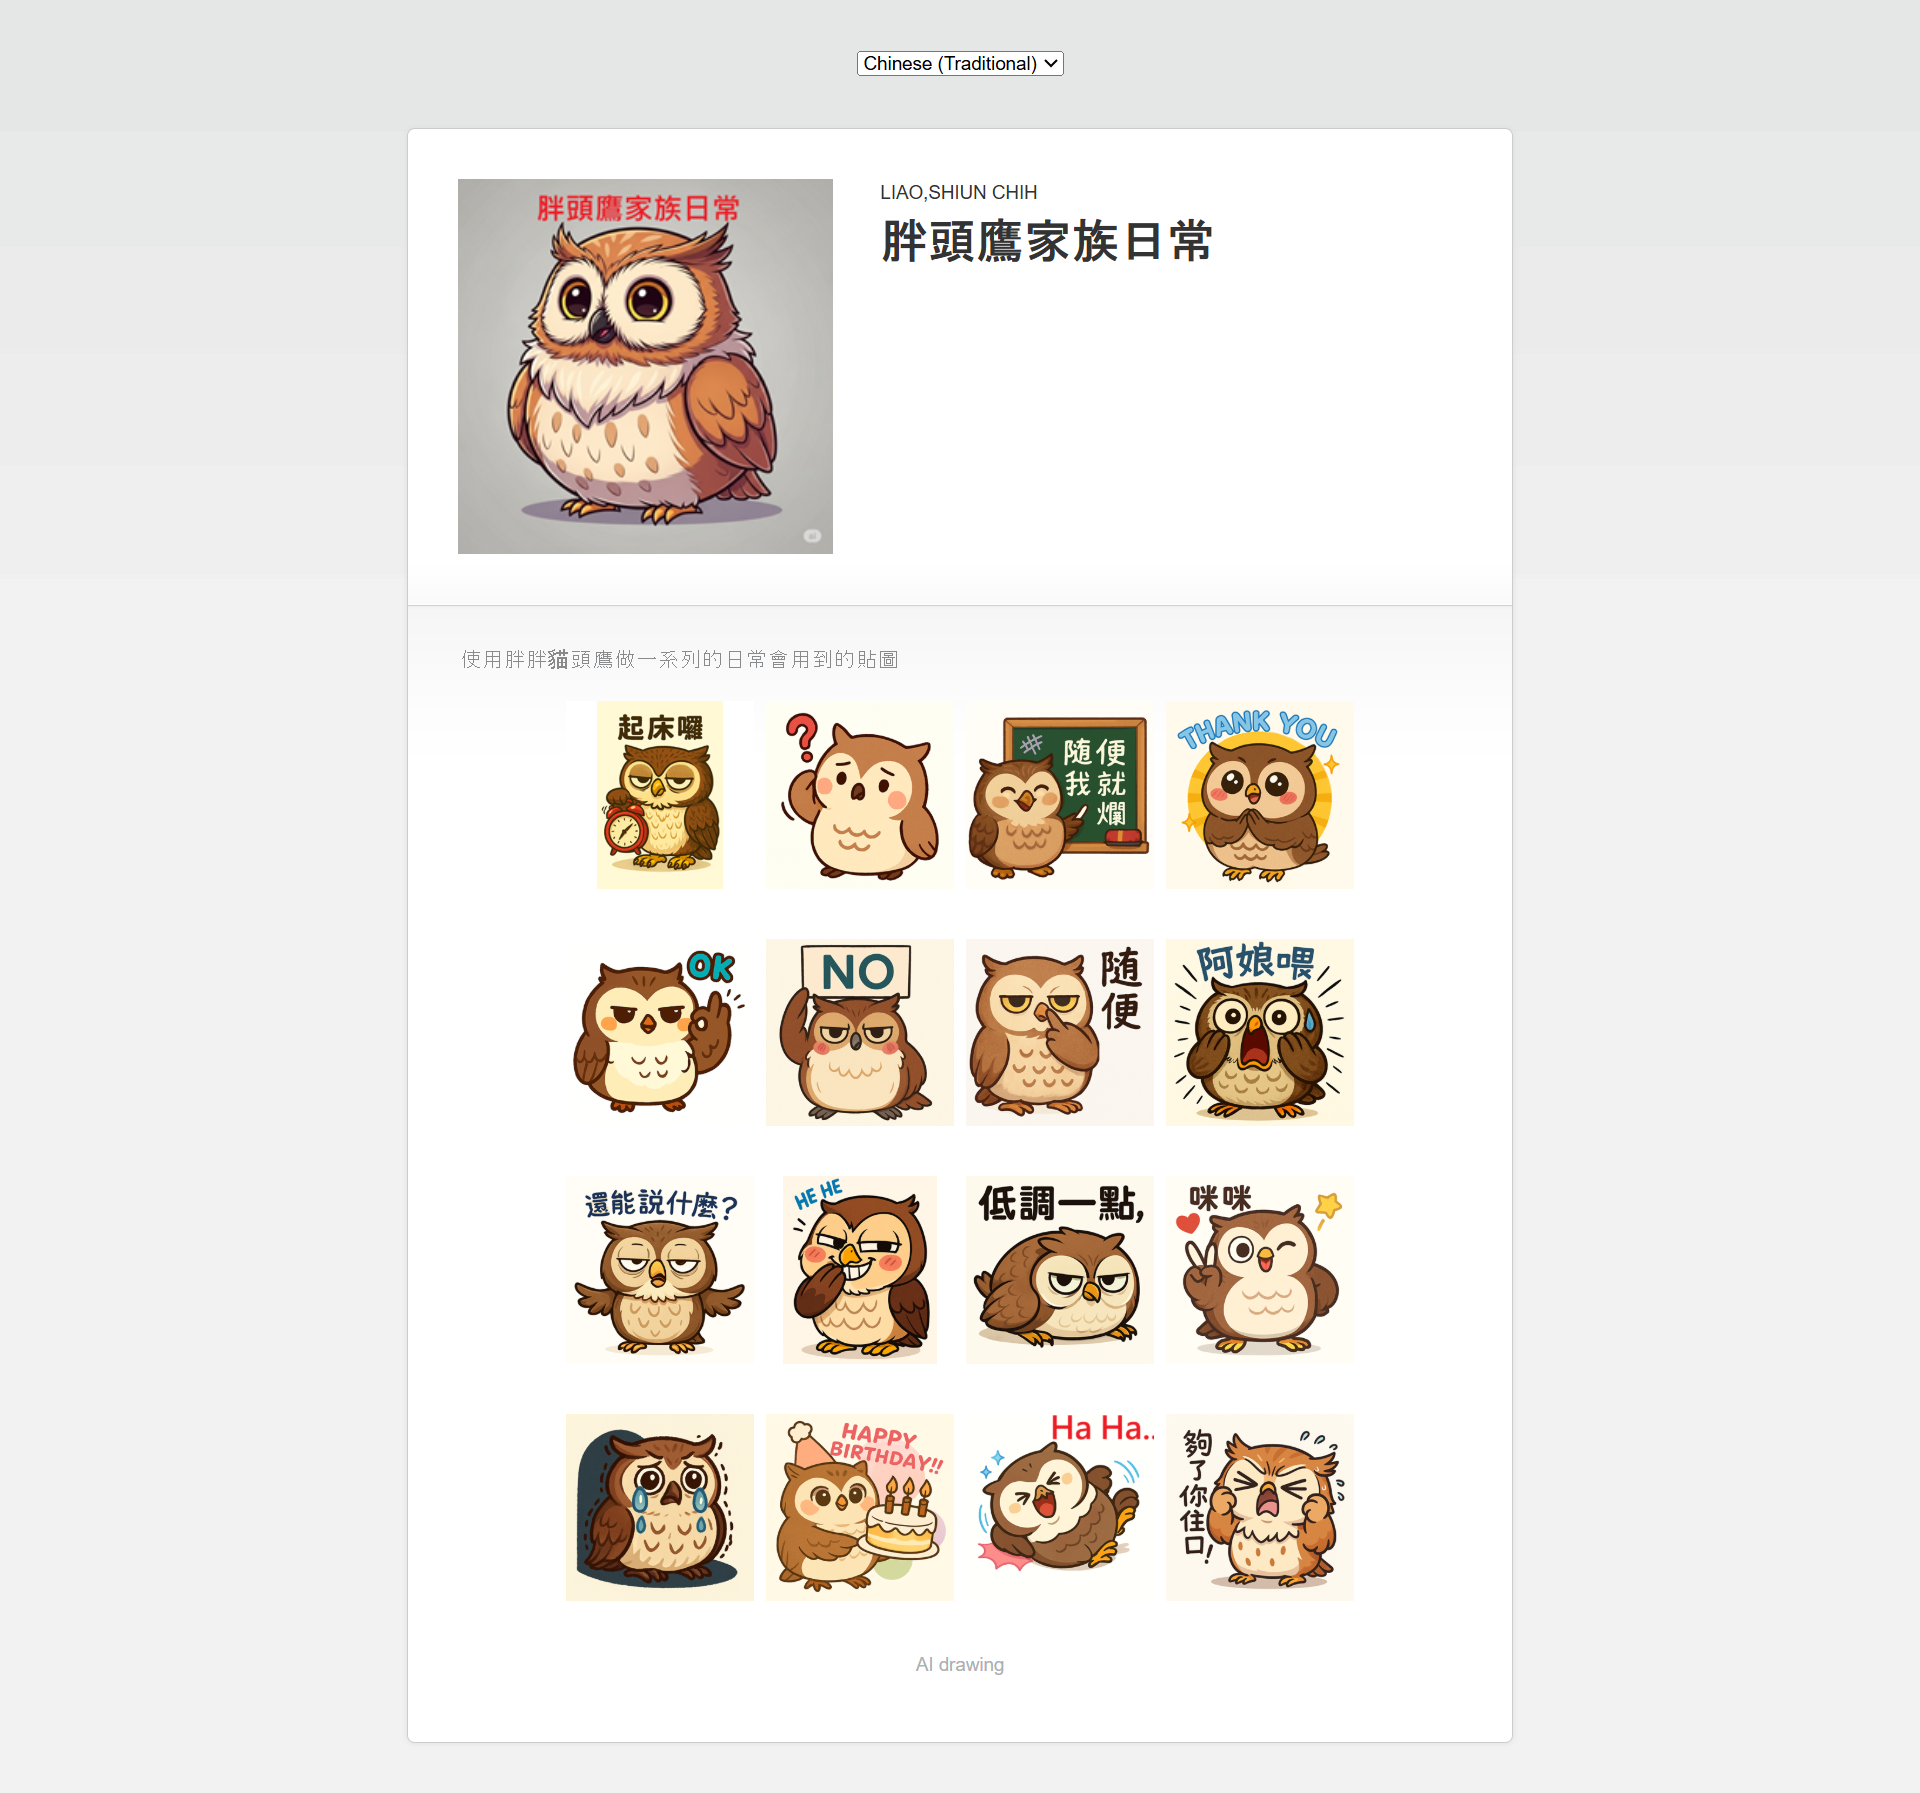 Chinese (Traditional)
胖頭鷹家族日常
LIAO,SHIUN CHIH
胖頭鷹家族日常
使用胖胖貓頭鷹做一系列的日常會用到的貼圖
起床囉
?
隨便
我就
爛
THANK YOU
OK
NO
隨便
阿娘喂
還能説什麼?
HE HE
低調一點,
咪咪
HAPPY
BIRTHDAY!!
Ha Ha..
夠了你住口!
AI drawing